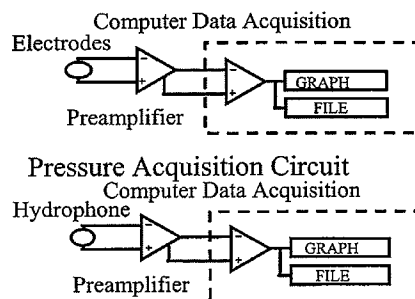 Computer Data Acquisition
Electrodes
−
+
−
+
GRAPH
FILE
Preamplifier
Pressure Acquisition Circuit
Computer Data Acquisition
Hydrophone
−
+
−
+
GRAPH
FILE
Preamplifier